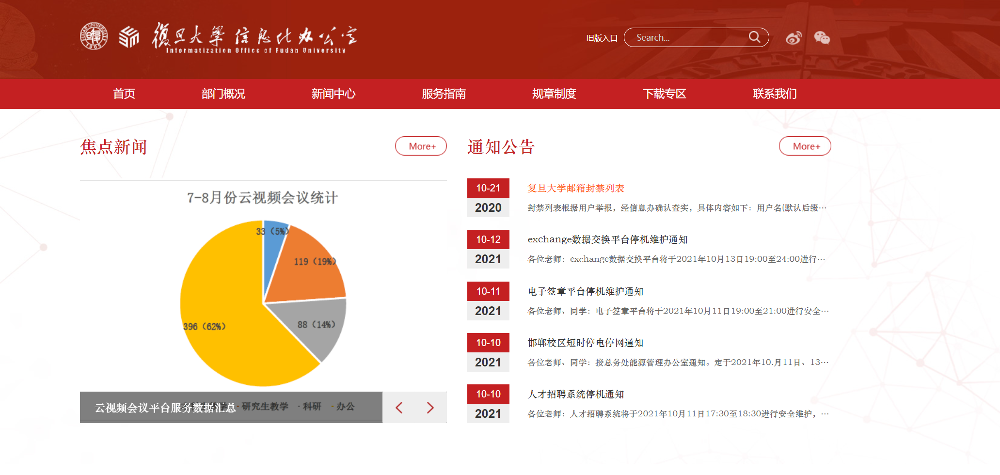 復旦大學 信息化办公室
Informatization Office of Fudan University
旧版入口
Search...
首页
部门概况
新闻中心
服务指南
规章制度
下载专区
联系我们
焦点新闻
More+
7-8月份云视频会议统计
33（5%）
119（19%）
88（14%）
396（62%）
研究生教学
科研
办公
云视频会议平台服务数据汇总
通知公告
More+
10-21
2020
复旦大学邮箱封禁列表
封禁列表根据用户举报，经信息办确认查实，具体内容如下：用户名(默认后缀···
10-12
2021
exchange数据交换平台停机维护通知
各位老师：exchange数据交换平台将于2021年10月13日19:00至24:00进行···
10-11
2021
电子签章平台停机维护通知
各位老师、同学：电子签章平台将于2021年10月11日19:00至21:00进行安全···
10-10
2021
邯郸校区短时停电停网通知
各位老师、同学：接总务处能源管理办公室通知。定于2021年10.月11日、13···
10-10
2021
人才招聘系统停机通知
各位老师：人才招聘系统将于2021年10月11日17:30至18:30进行安全维护，···